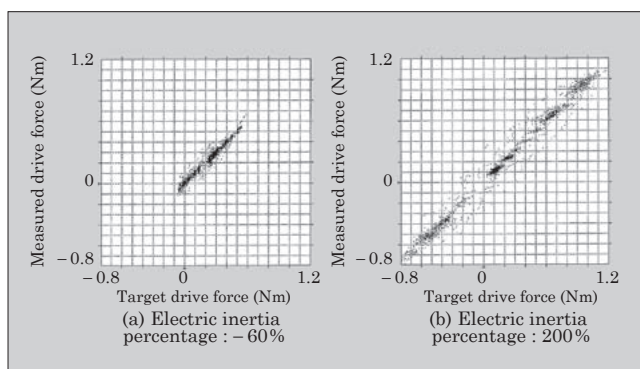 1.2
Measured drive force (Nm)
0
−0.8
−0.8
0
1.2
Target drive force (Nm)
(a) Electric inertia
percentage : −60%
1.2
Measured drive force (Nm)
0
−0.8
−0.8
0
1.2
Target drive force (Nm)
(b) Electric inertia
percentage : 200%